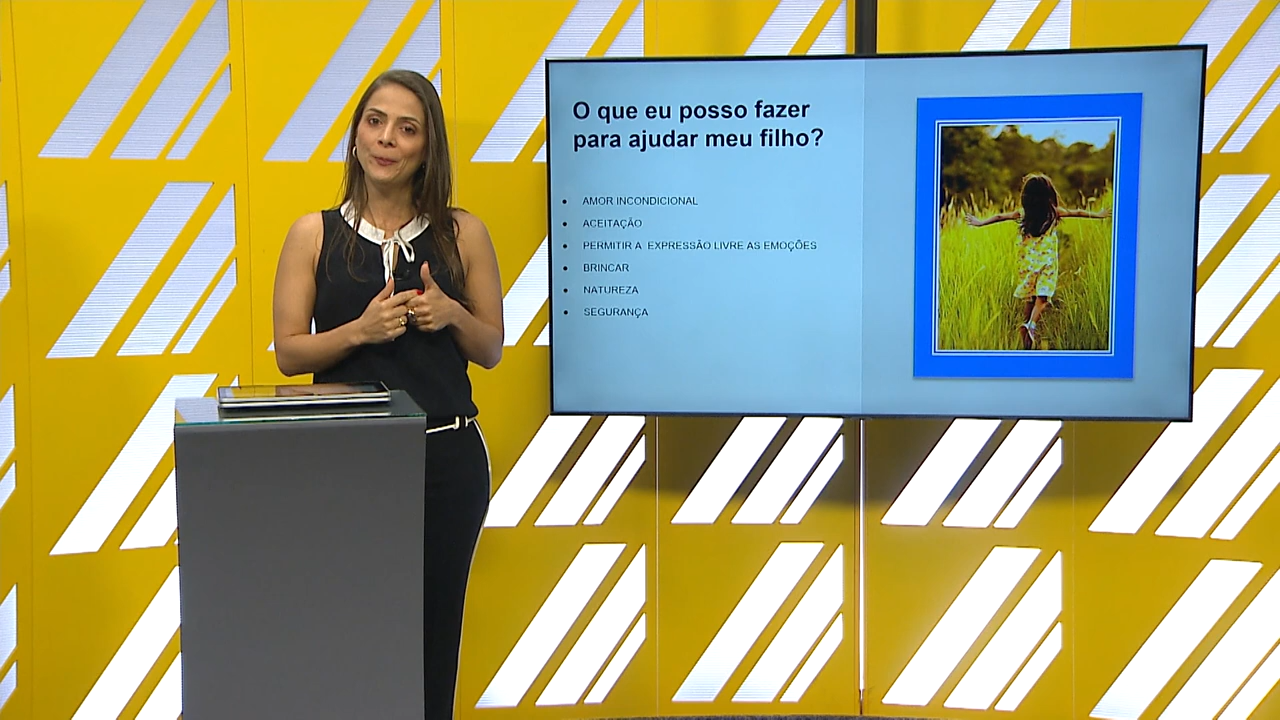 O que eu posso fazer
para ajudar meu filho?
AMOR INCONDICIONAL
ACEITAÇÃO
PERMITIR A EXPRESSÃO LIVRE AS EMOÇÕES
BRINCAR
NATUREZA
SEGURANÇA